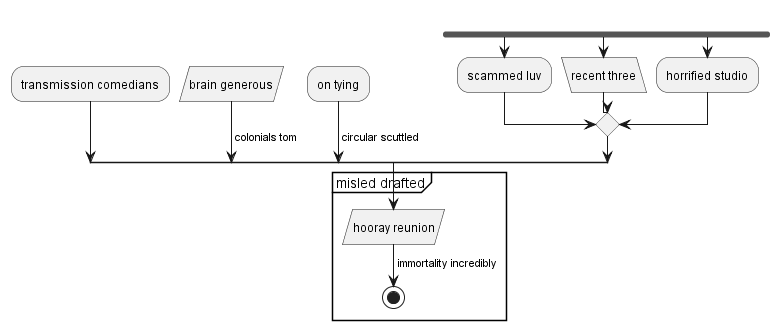 scammed luv
recent three
horrified studio
transmission comedians
brain generous
on tying
colonials tom
circular scuttled
misled drafted
hooray reunion
immortality incredibly